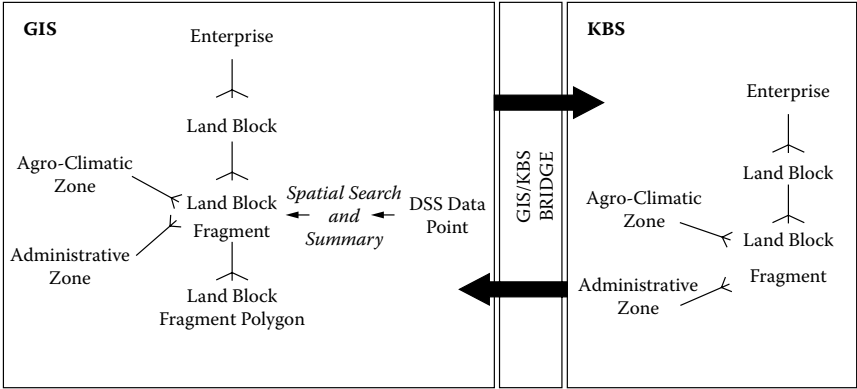 GIS
Enterprise
Land Block
Agro-Climatic
Zone
Land Block
Fragment
Spatial Search
and
Summary
DSS Data
Point
Administrative
Zone
Land Block
Fragment Polygon
GIS/KBS
BRIDGE
KBS
Enterprise
Land Block
Agro-Climatic
Zone
Land Block
Fragment
Administrative
Zone